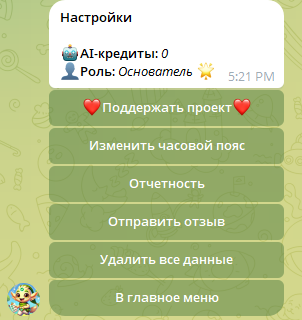 Настройки
🤖AI-кредиты: 0
👤Роль: Основатель 🌟
5:21 PM
❤️Поддержать проект❤️
Изменить часовой пояс
Отчетность
Отправить отзыв
Удалить все данные
В главное меню